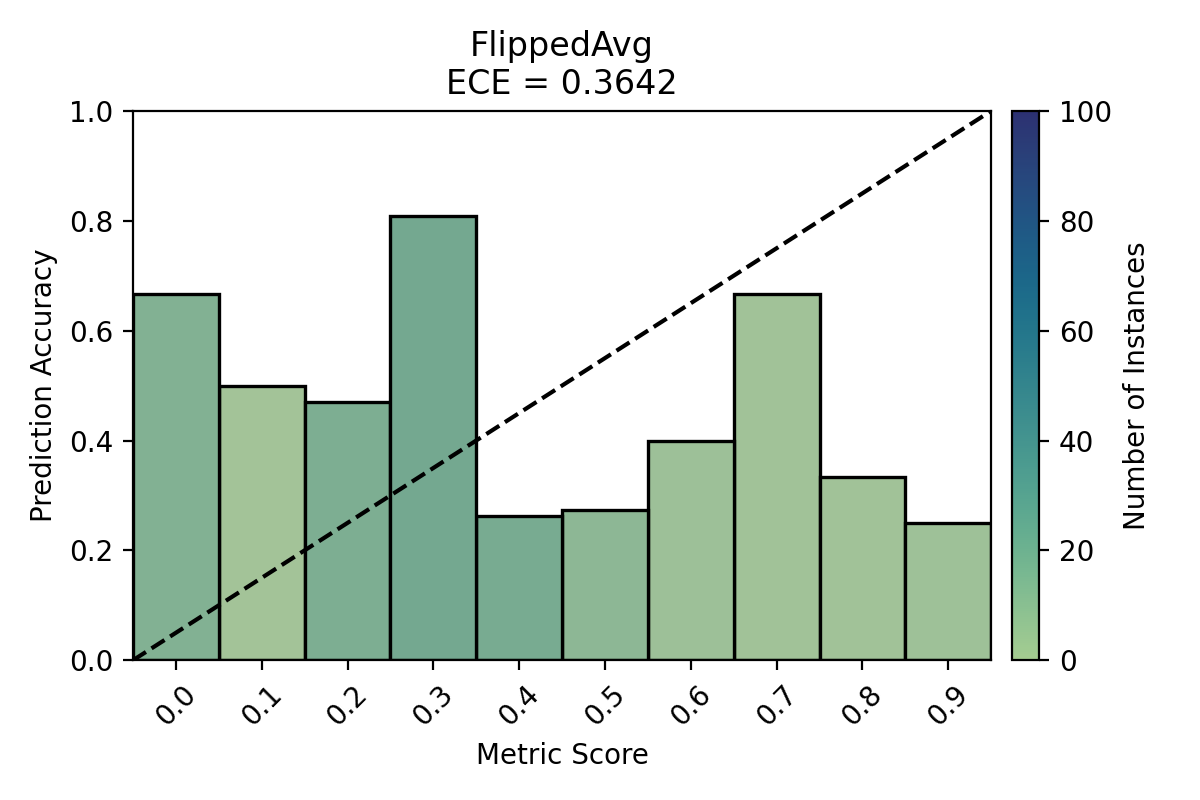 FlippedAvg
ECE = 0.3642
1.0
0.8
0.6
0.4
0.2
0.0
Prediction Accuracy
0.0 0.1 0.2 0.3 0.4 0.5 0.6 0.7 0.8 0.9
Metric Score
100
80
60
40
20
0
Number of Instances